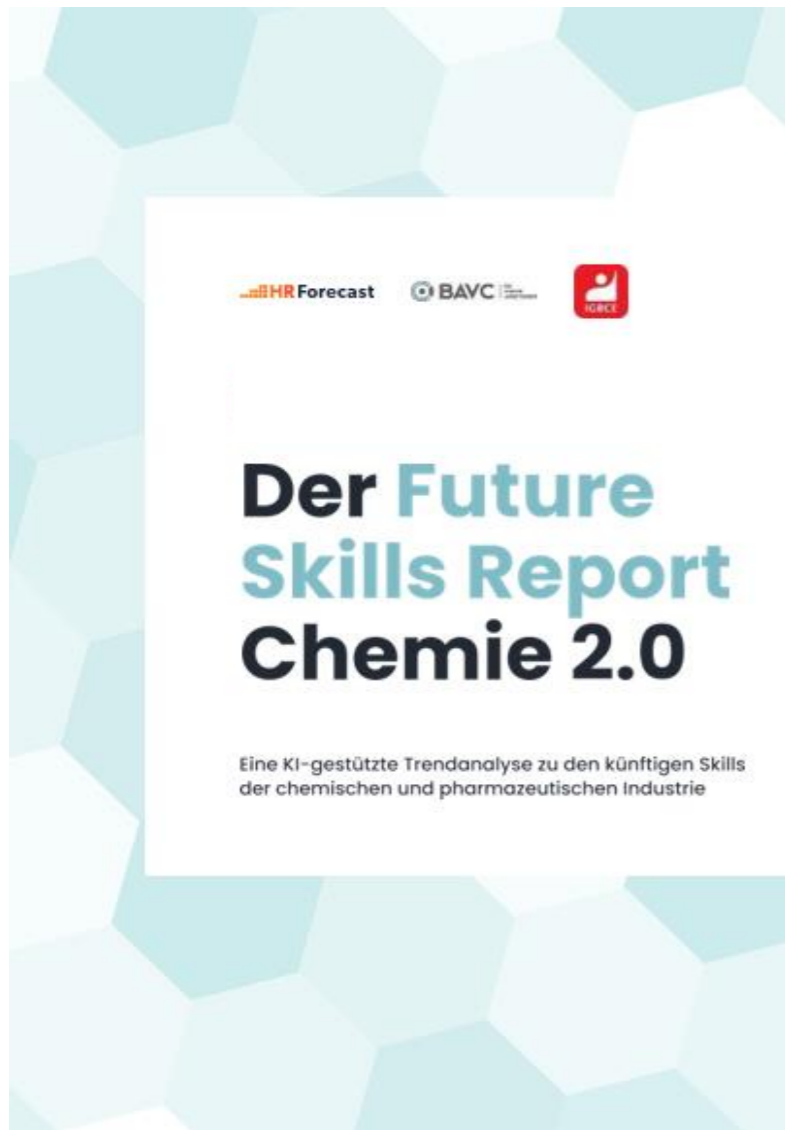 HR Forecast
BAVC
IGBCE
Der Future
Skills Report
Chemie 2.0
Eine KI-gestützte Trendanalyse zu den künftigen Skills
der chemischen und pharmazeutischen Industrie